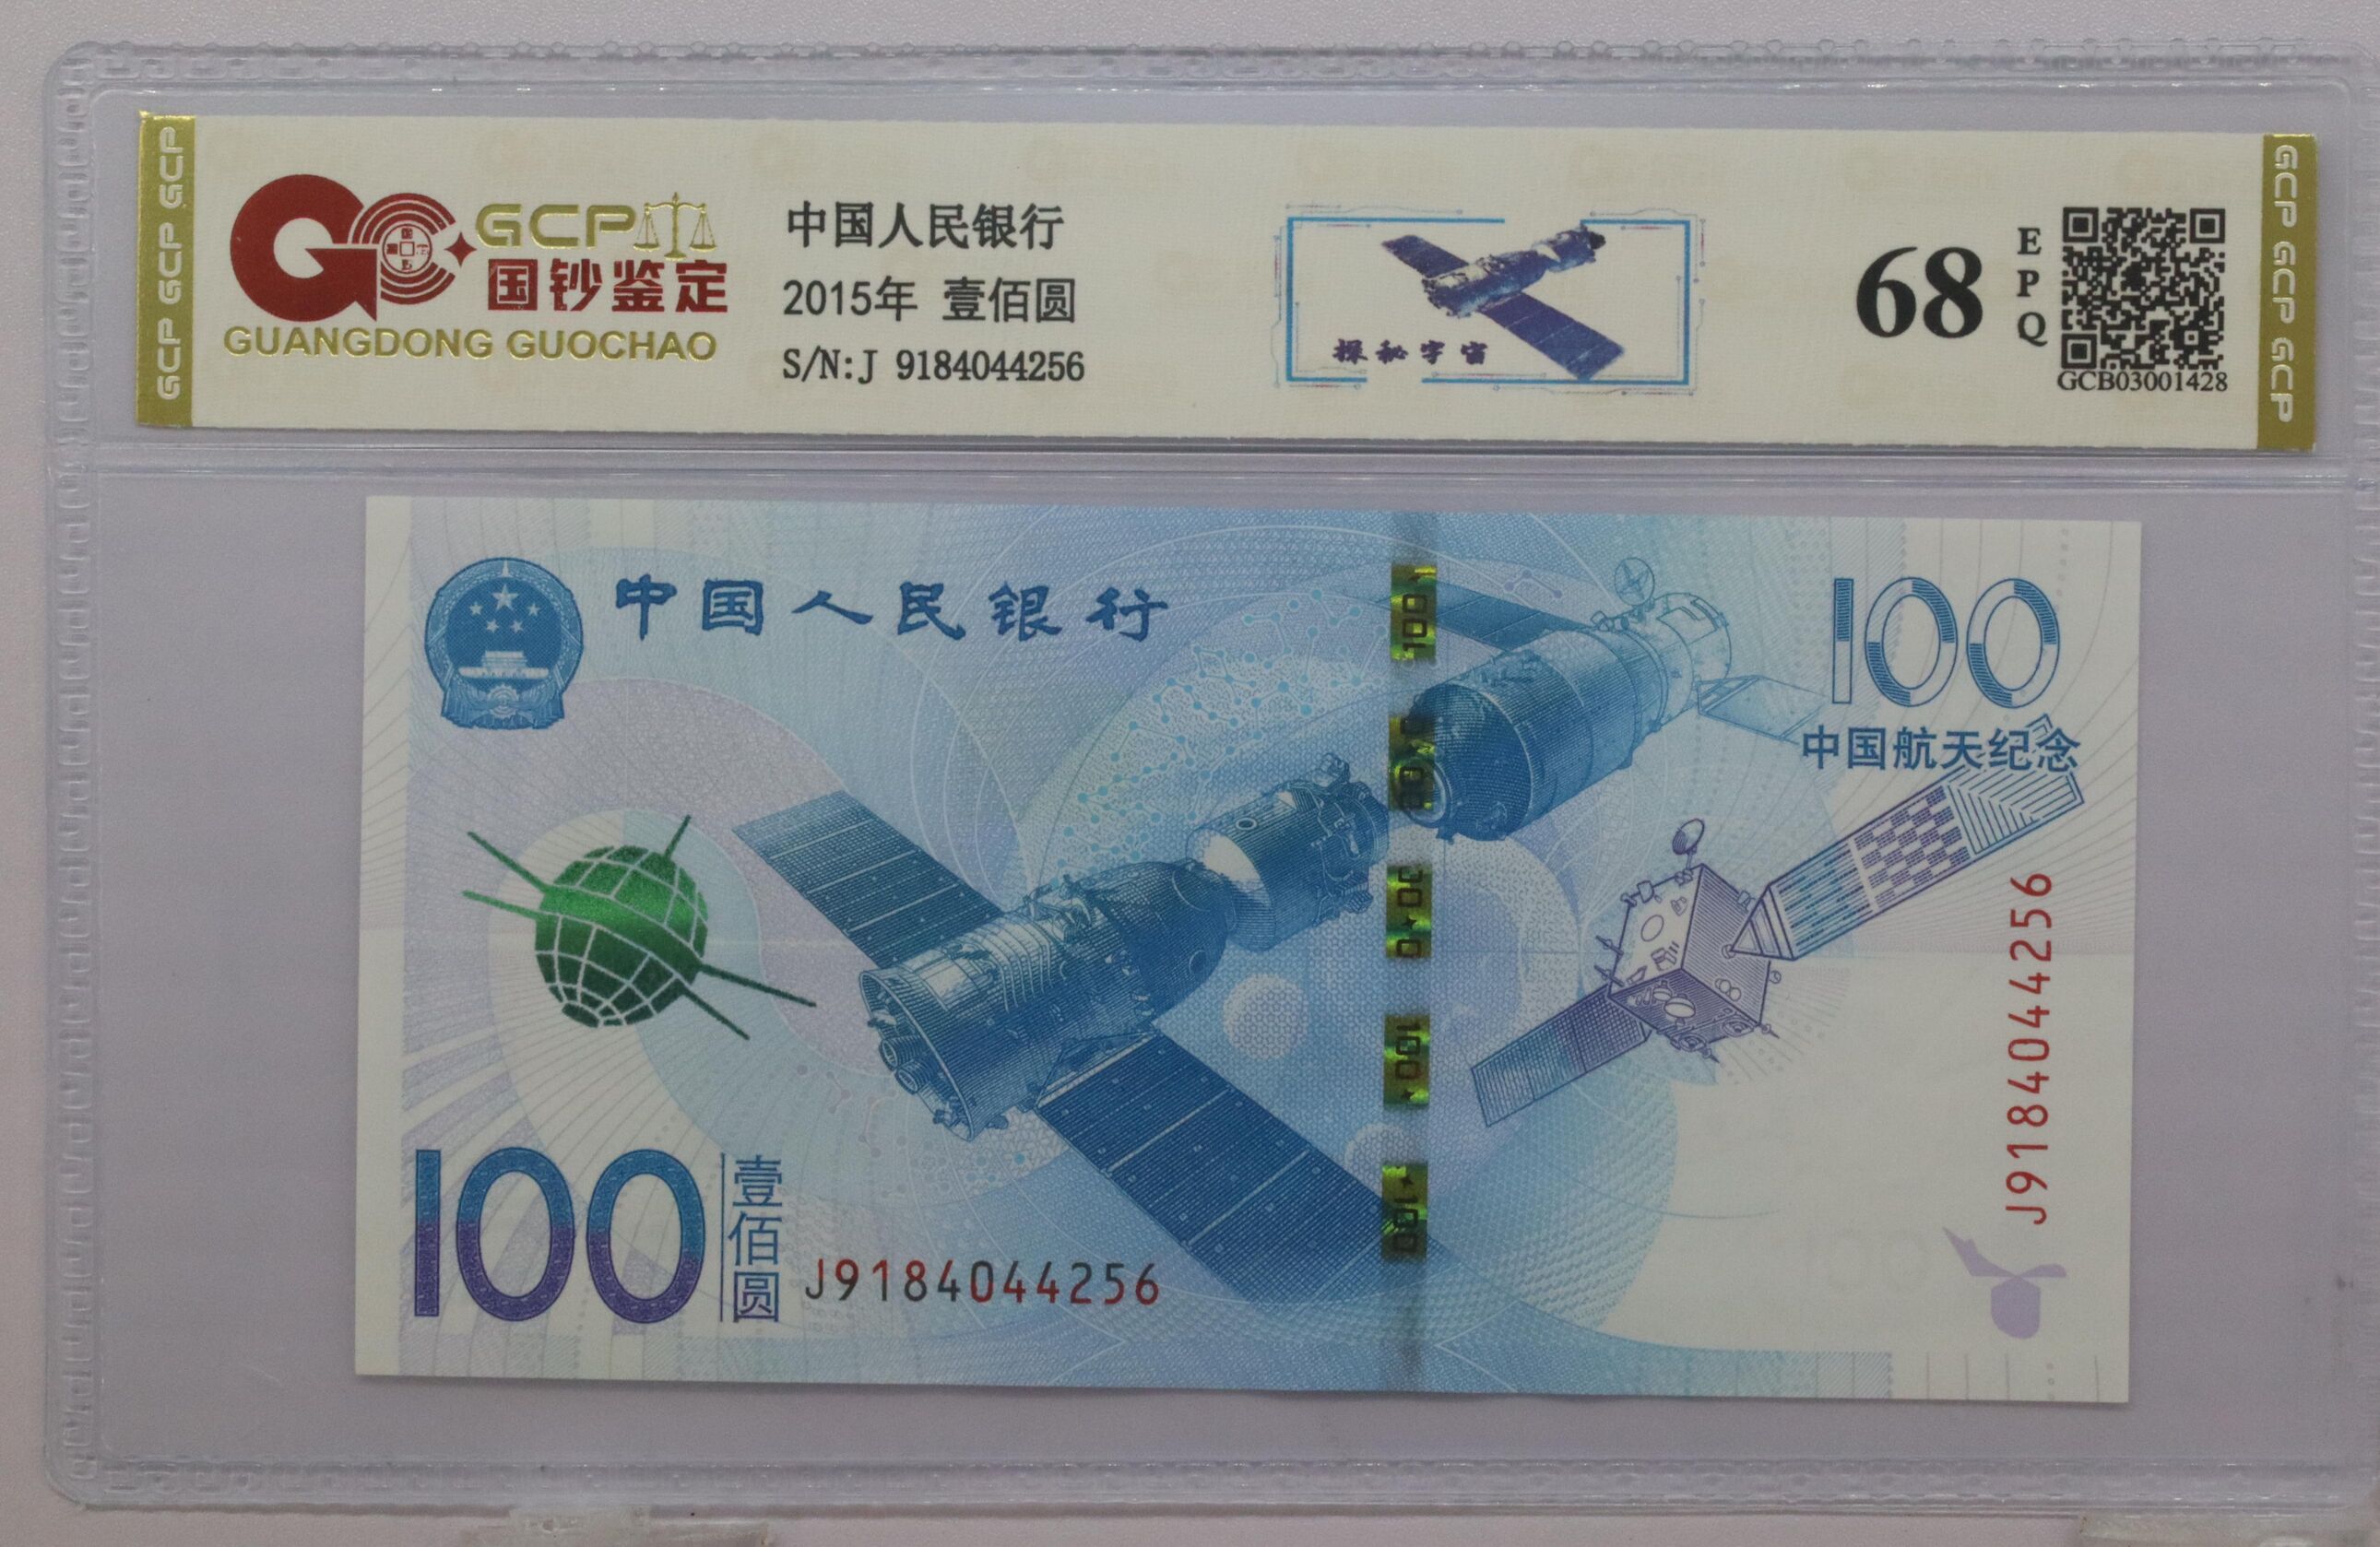 GCP GCP GCP
GCP
国钞鉴定
GUANGDONG GUOCHAO
中国人民银行
2015年 壹佰圆
S/N:J 9184044256
探秘宇宙
68
EPQ
GCB03001428
GCP GCP GCP
中国人民银行
100
中国航天纪念
J9184044256
100
壹佰圆
J9184044256
100
100